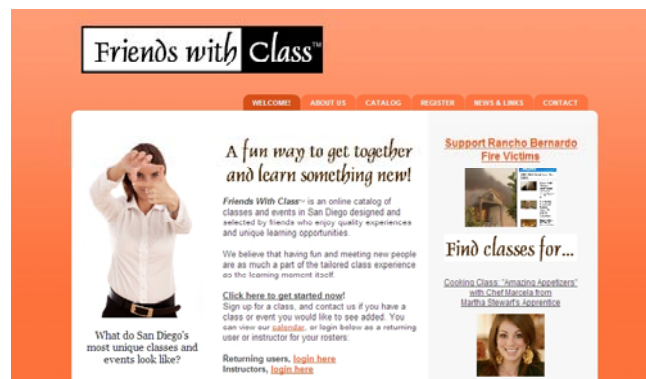 Friends with Class™
WELCOME!
ABOUT US
CATALOG
REGISTER
NEWS & LINKS
CONTACT
What do San Diego's
most unique classes and
events look like?
A fun way to get together
and learn something new!
Friends With Class™ is an online catalog of
classes and events in San Diego designed and
selected by friends who enjoy quality experiences
and unique learning opportunities.
We believe that having fun and meeting new people
are as much a part of the tailored class experience
as the learning moment itself.
Click here to get started now!
Sign up for a class, and contact us if you have a
class or event you would like to see added. You
can view our calendar, or login below as a returning
user or instructor for your rosters:
Returning users, login here
Instructors, login here
Support Rancho Bernardo
Fire Victims
Find classes for...
Cooking Class: "Amazing Appetizers"
with Chef Marcela from
Martha Stewart's Apprentice